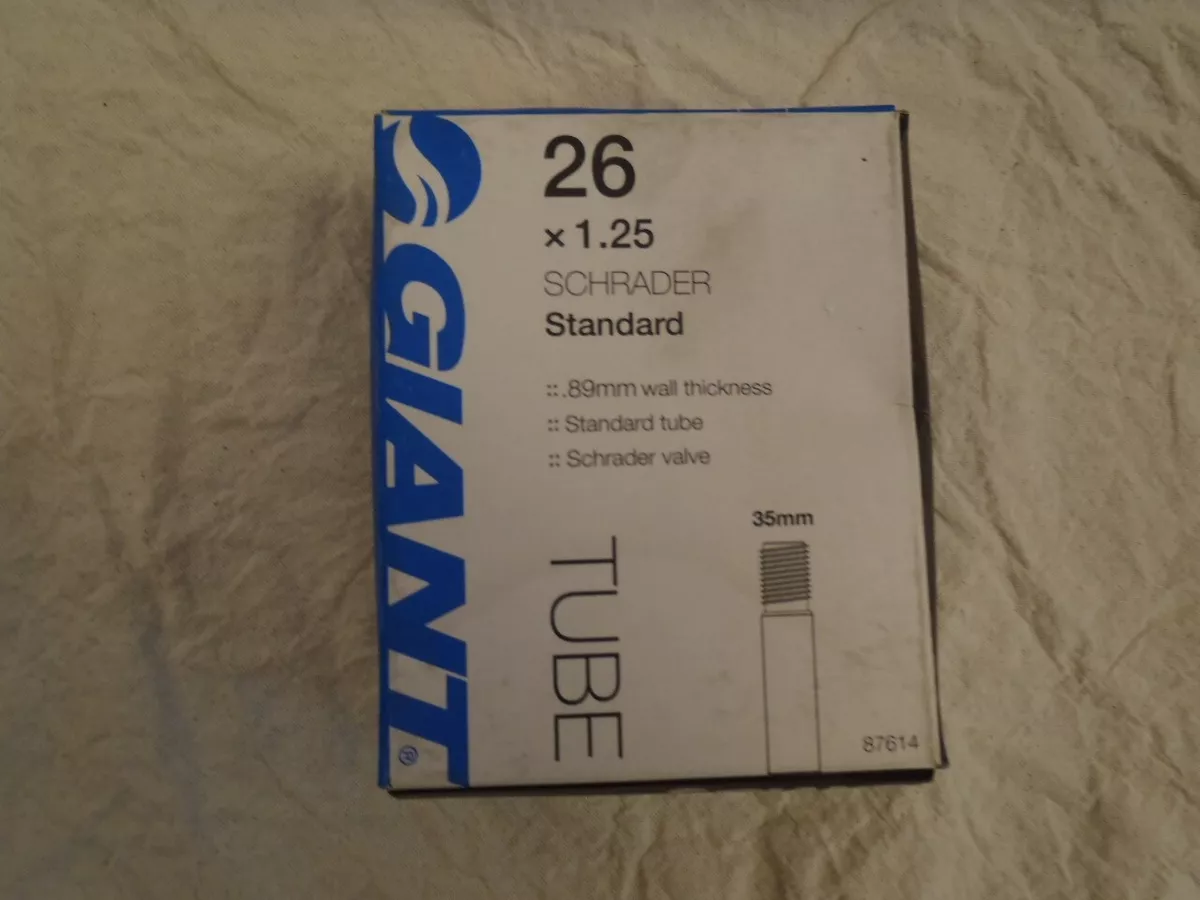 GIANT®
26
× 1.25
SCHRADER
Standard
:: .89mm wall thickness
:: Standard tube
:: Schrader valve
35mm
TUBE
87614